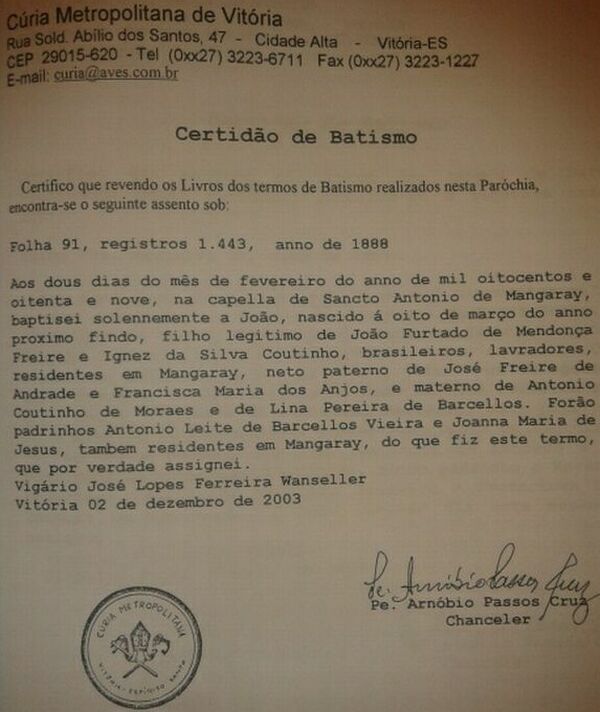 Cúria Metropolitana de Vitória
Rua Sold. Abílio dos Santos, 47 - Cidade Alta - Vitória-ES
CEP 29015-620 - Tel (0xx27) 3223-6711 Fax (0xx27) 3223-1227
E-mail: curia@aves.com.br
Certidão de Batismo
Certifico que revendo os Livros dos termos de Batismo realizados nesta Paróchia,
encontra-se o seguinte assento sob:
Folha 91, registros 1.443, anno de 1888
Aos dous dias do mês de fevereiro do anno de mil oitocentos e
oitenta e nove, na capella de Sancto Antonio de Mangaray,
baptisei solennemente a João, nascido á oito de março do anno
proximo findo, filho legitimo de João Furtado de Mendonça
Freire e Ignez da Silva Coutinho, brasileiros, lavradores,
residentes em Mangaray, neto paterno de José Freire de
Andrade e Francisca Maria dos Anjos, e materno de Antonio
Coutinho de Moraes e de Lina Pereira de Barcellos. Forão
padrinhos Antonio Leite de Barcellos Vieira e Joanna Maria de
Jesus, tambem residentes em Mangaray, do que fiz este termo,
que por verdade assignei.
Vigário José Lopes Ferreira Wanseller
Vitória 02 de dezembro de 2003
Pe. Arnóbio Passos Cruz
Pe. Arnóbio Passos Cruz
Chanceler
CURIA METROPOLITANA
VITÓRIA - ESPÍRITO SANTO